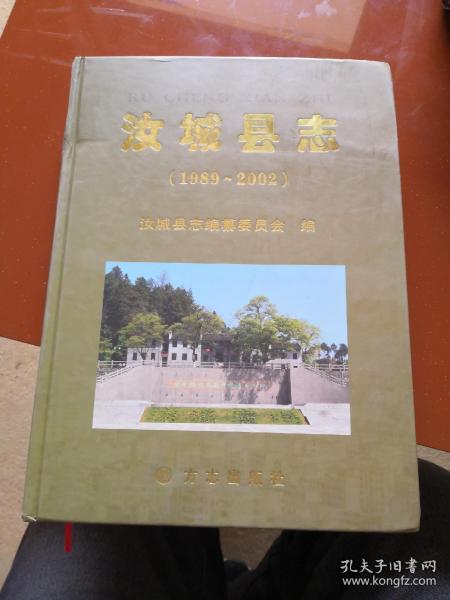 RU CHENG XIAN ZHI
汝城县志
(1989~2002)
汝城县志编纂委员会 编
方志出版社
孔夫子旧书网
www.kongfz.com